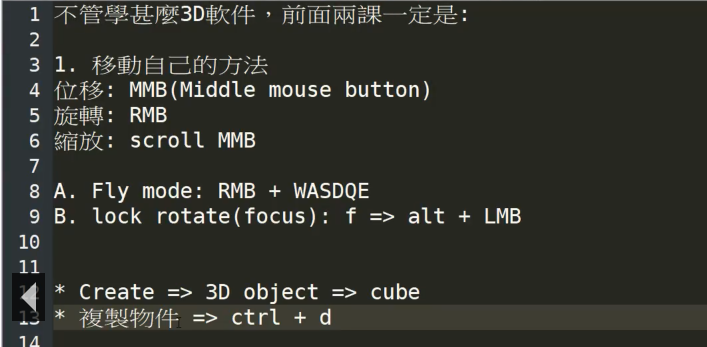 1 不管學甚麼3D軟件，前面兩課一定是:
2
3 1. 移動自己的方法
4 位移: MMB(Middle mouse button)
5 旋轉: RMB
6 縮放: scroll MMB
7
8 A. Fly mode: RMB + WASDQE
9 B. lock rotate(focus): f => alt + LMB
10
11
12 * Create => 3D object => cube
13 * 複製物件 => ctrl + d
14